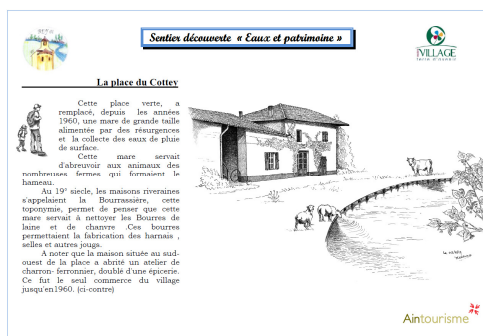 Sentier découverte « Eaux et patrimoine »
VILLAGE
La place du Cottey
Cette place verte, a
remplacé, depuis les années
1960, une mare de grande taille
alimentée par des résurgences
et la collecte des eaux de pluie
de surface.
Cette mare servait
d'abreuvoir aux animaux des
nombreuses fermes qui formaient le
hameau.
Au 19° siecle, les maisons riveraines
s'appelaient la Bourrassière, cette
toponymie, permet de penser que cette
mare servait à nettoyer les Bourres de
laine et de chanvre .Ces bourres
permettaient la fabrication des harnais ,
selles et autres jougs.
A noter que la maison située au sud-
ouest de la place a abrité un atelier de
charron- ferronnier, doublé d'une épicerie.
Ce fut le seul commerce du village
jusqu'en1960. (ci-contre)
Aintourisme